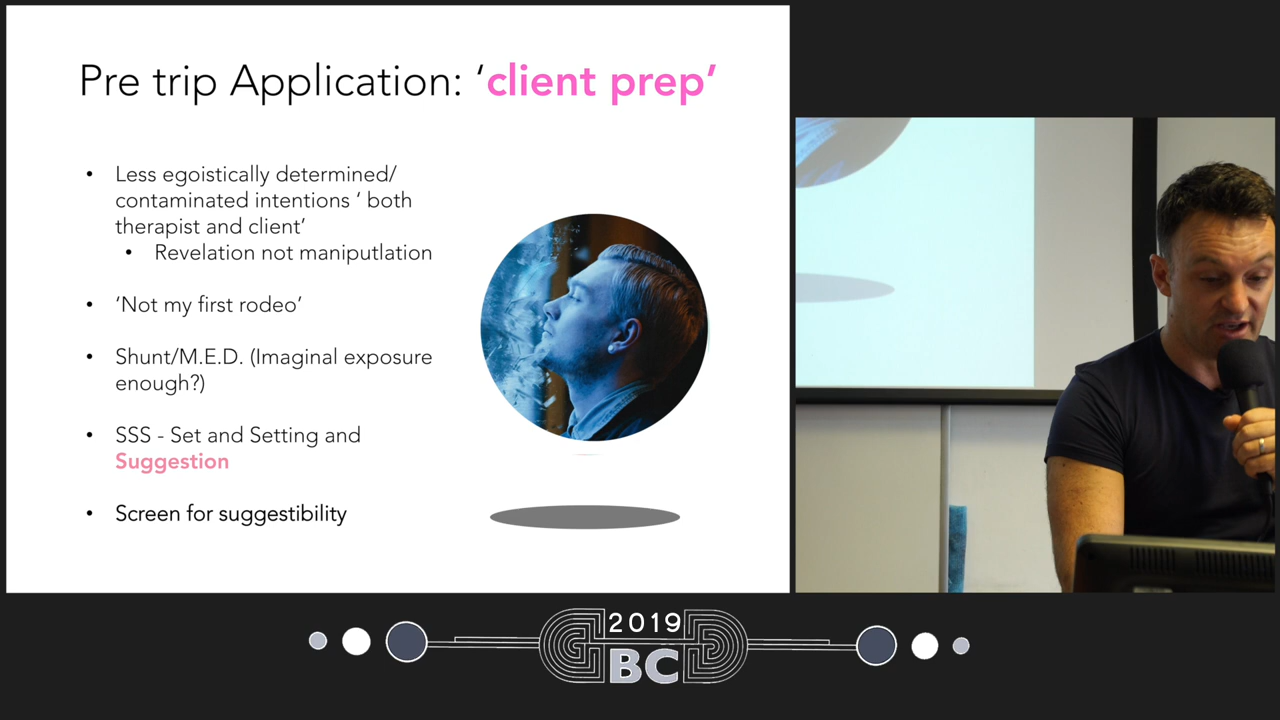 Pre trip Application: ‘client prep’
• Less egoistically determined/
contaminated intentions ‘ both
therapist and client’
• Revelation not maniputlation
• ‘Not my first rodeo’
• Shunt/M.E.D. (Imaginal exposure
enough?)
• SSS - Set and Setting and
Suggestion
• Screen for suggestibility
2019
BC